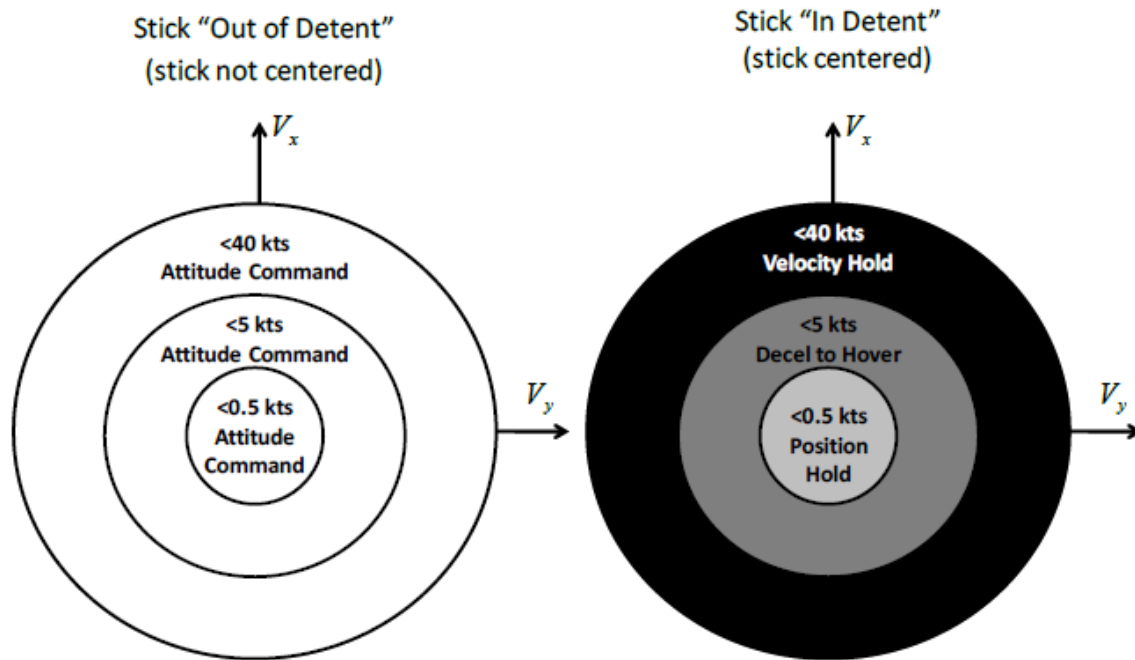 Stick “Out of Detent”
(stick not centered)
V_x
<40 kts
Attitude Command
<5 kts
Attitude Command
<0.5 kts
Attitude
Command
V_y
Stick “In Detent”
(stick centered)
V_x
<40 kts
Velocity Hold
<5 kts
Decel to Hover
<0.5 kts
Position
Hold
V_y